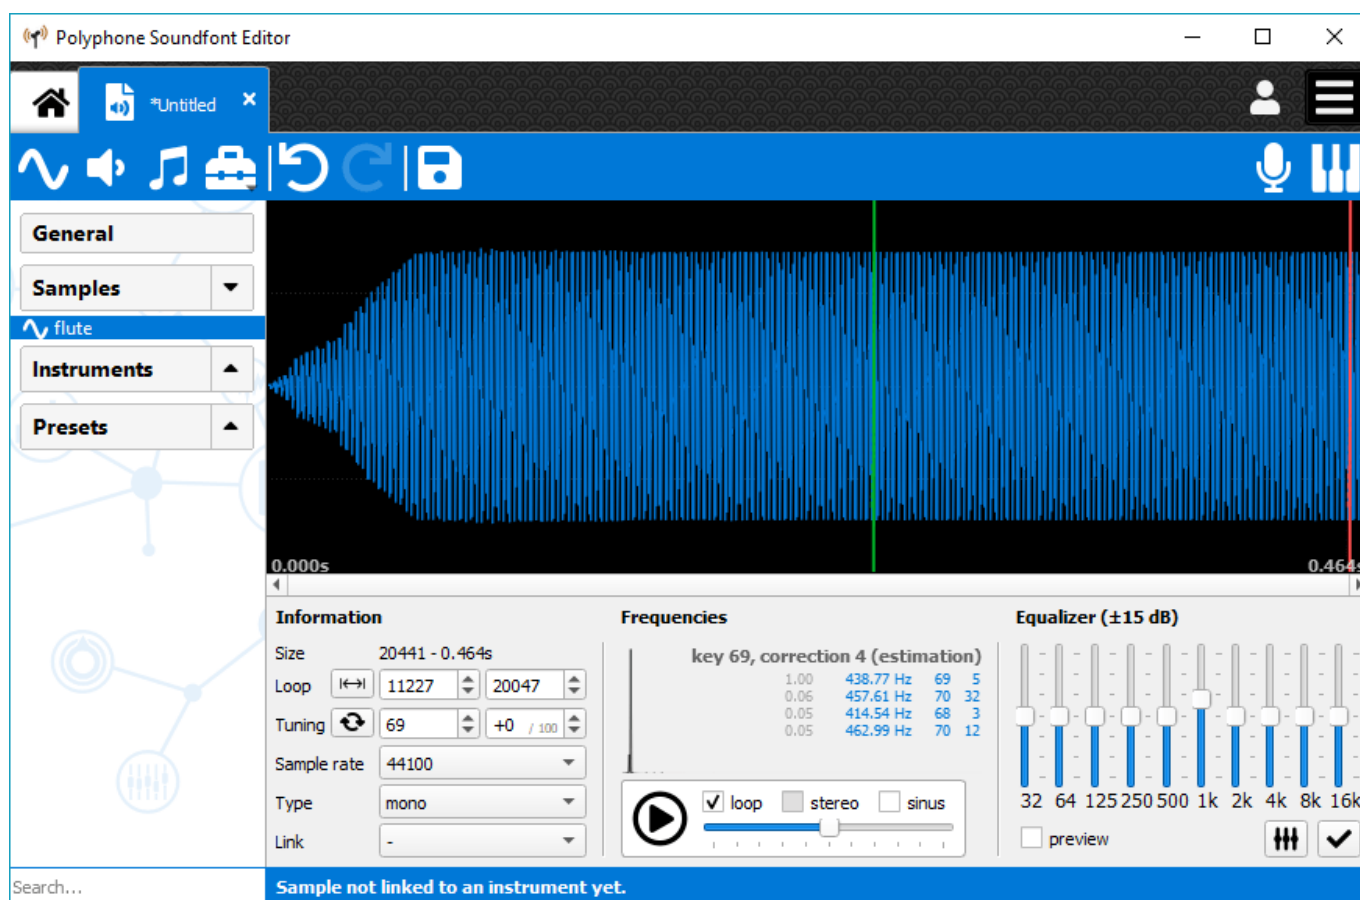 Polyphone Soundfont Editor
*Untitled
General
Samples
flute
Instruments
Presets
0.000s
0.464s
Information
Size 20441 - 0.464s
Loop 11227 20047
Tuning 69 +0 / 100
Sample rate 44100
Type mono
Link -
Frequencies
key 69, correction 4 (estimation)
1.00 438.77 Hz 69 5
0.06 457.61 Hz 70 32
0.05 414.54 Hz 68 3
0.05 462.99 Hz 70 12
loop stereo sinus
Equalizer (±15 dB)
32 64 125 250 500 1k 2k 4k 8k 16k
preview
Search...
Sample not linked to an instrument yet.